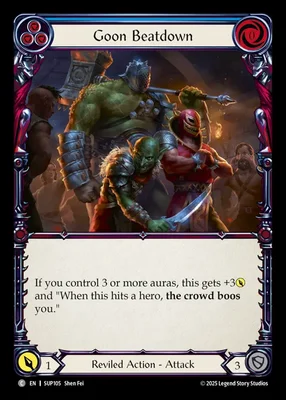 Goon Beatdown
If you control 3 or more auras, this gets +3
and "When this hits a hero, the crowd boos
you."
1
Reviled Action - Attack
3
C EN | SUP105 Shen Fei
© 2025 Legend Story Studios